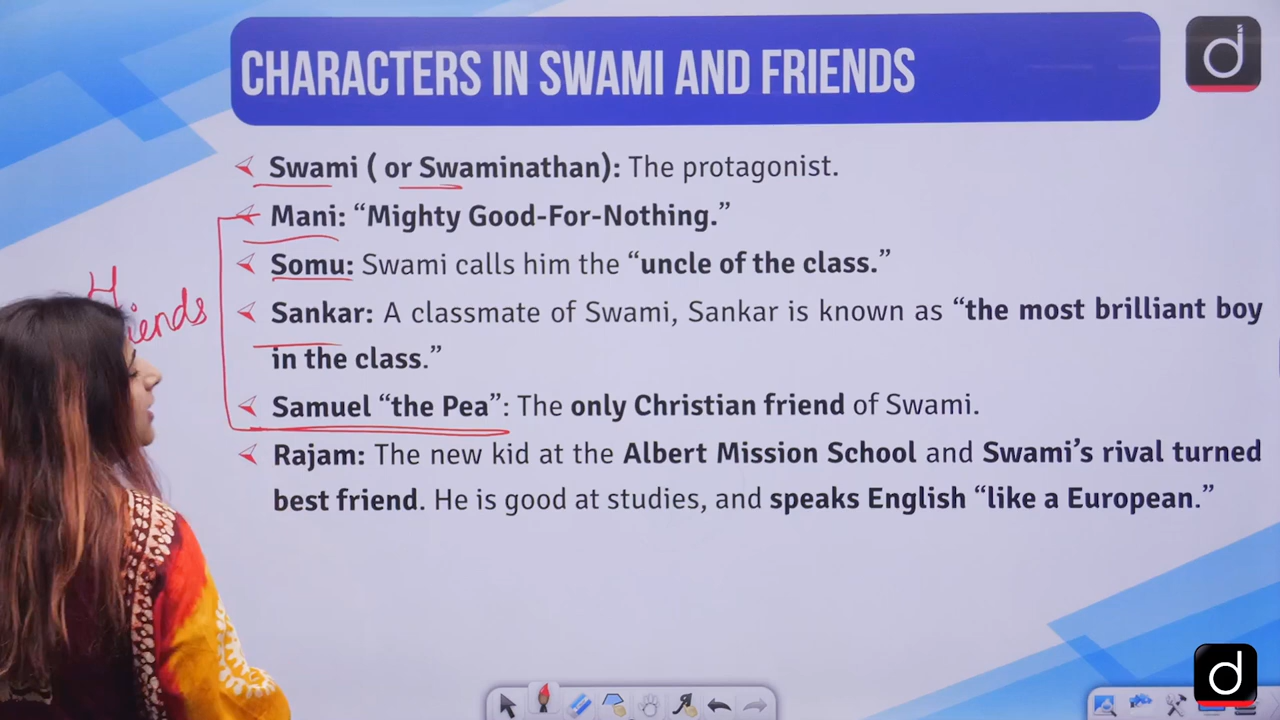 CHARACTERS IN SWAMI AND FRIENDS
Swami ( or Swaminathan): The protagonist.
Mani: “Mighty Good-For-Nothing.”
Somu: Swami calls him the “uncle of the class.”
Sankar: A classmate of Swami, Sankar is known as “the most brilliant boy
in the class.”
Samuel “the Pea”: The only Christian friend of Swami.
Rajam: The new kid at the Albert Mission School and Swami’s rival turned
best friend. He is good at studies, and speaks English “like a European.”
4
d
d